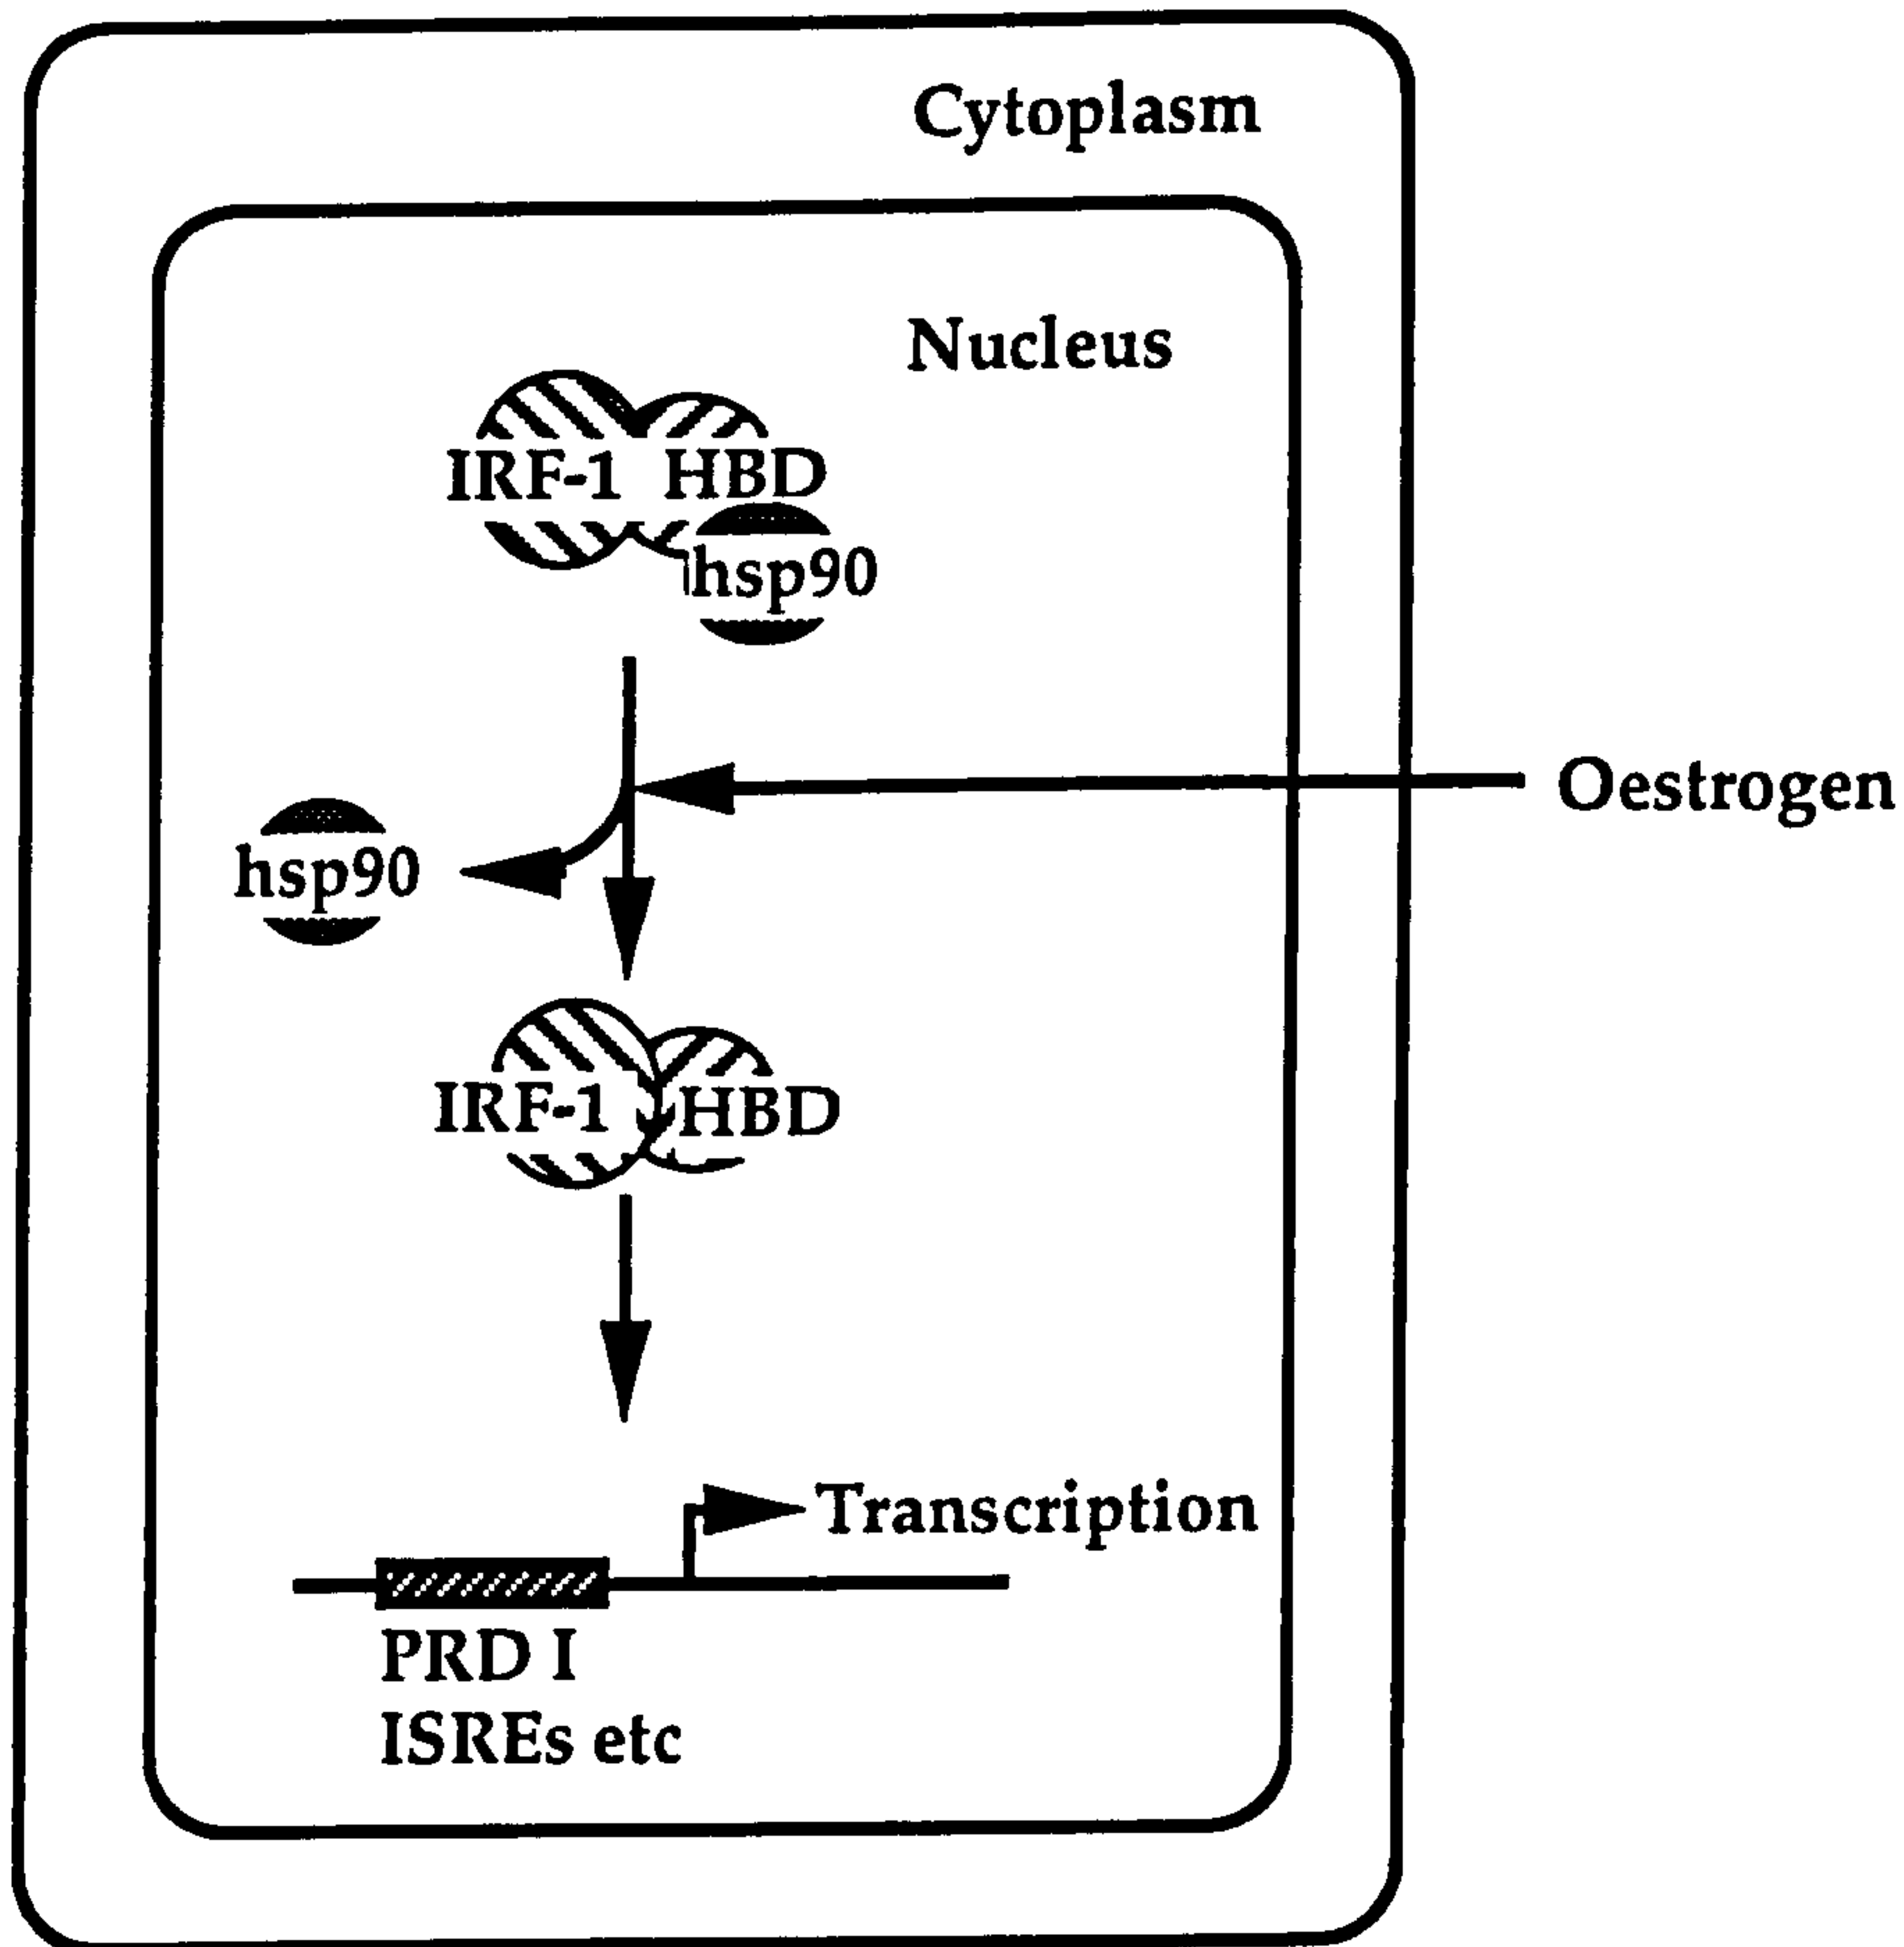 Cytoplasm
Nucleus
IRF-1 HBD
hsp90
Oestrogen
hsp90
IRF-1 HBD
Transcription
PRD I
ISREs etc